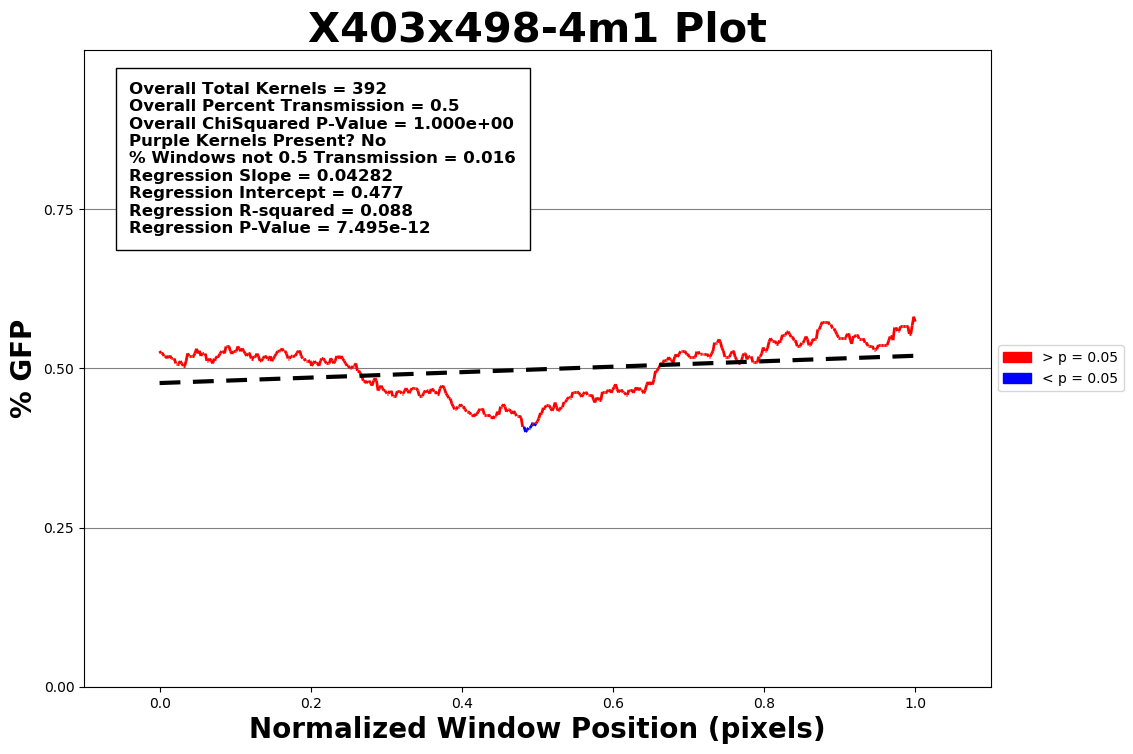 X403x498-4m1 Plot
Overall Total Kernels = 392
Overall Percent Transmission = 0.5
Overall ChiSquared P-Value = 1.000e+00
Purple Kernels Present? No
% Windows not 0.5 Transmission = 0.016
Regression Slope = 0.04282
Regression Intercept = 0.477
Regression R-squared = 0.088
Regression P-Value = 7.495e-12
% GFP
0.75
0.50
0.25
0.00
> p = 0.05
< p = 0.05
0.0 0.2 0.4 0.6 0.8 1.0
Normalized Window Position (pixels)